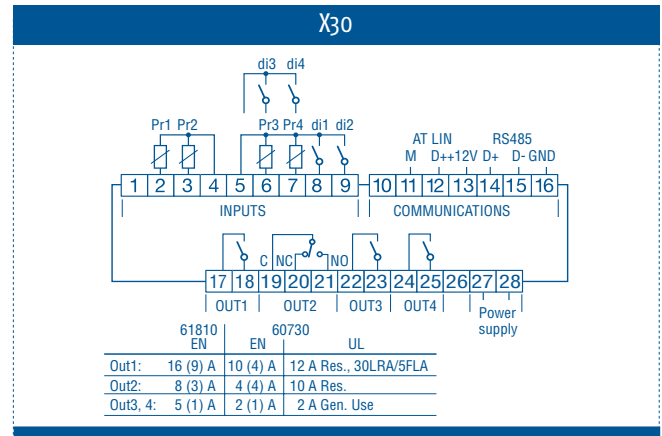 X30
di3 di4
Pr1 Pr2 Pr3 Pr4 di1 di2
AT LIN RS485
M D++12V D+ D- GND
1 2 3 4 5 6 7 8 9 10 11 12 13 14 15 16
INPUTS COMMUNICATIONS
C NC NO
17 18 19 20 21 22 23 24 25 26 27 28
OUT1 OUT2 OUT3 OUT4 Power
supply
61810 60730
EN EN UL
Out1: 16 (9) A 10 (4) A 12 A Res., 30LRA/5FLA
Out2: 8 (3) A 4 (4) A 10 A Res.
Out3, 4: 5 (1) A 2 (1) A 2 A Gen. Use